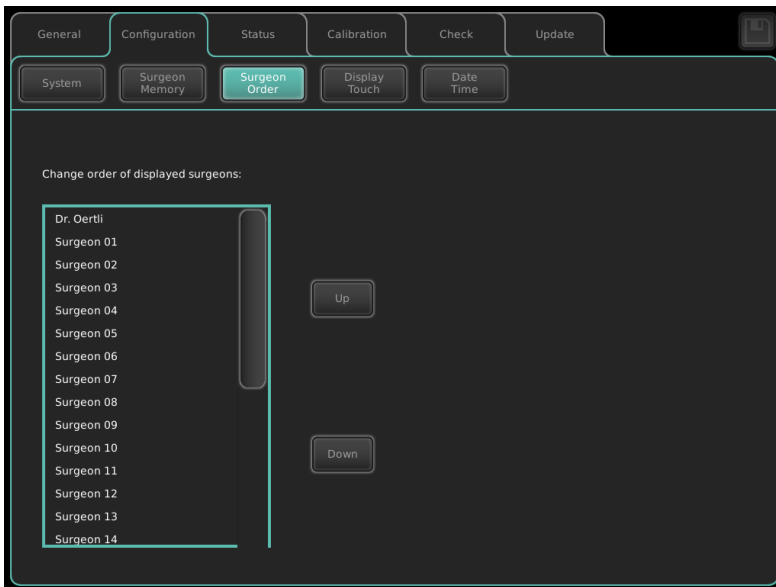 General Configuration Status Calibration Check Update
System Surgeon Memory Surgeon Order Display Touch Date Time
Change order of displayed surgeons:
Dr. Oertli
Surgeon 01
Surgeon 02
Surgeon 03
Surgeon 04
Surgeon 05
Surgeon 06
Surgeon 07
Surgeon 08
Surgeon 09
Surgeon 10
Surgeon 11
Surgeon 12
Surgeon 13
Surgeon 14
Up
Down